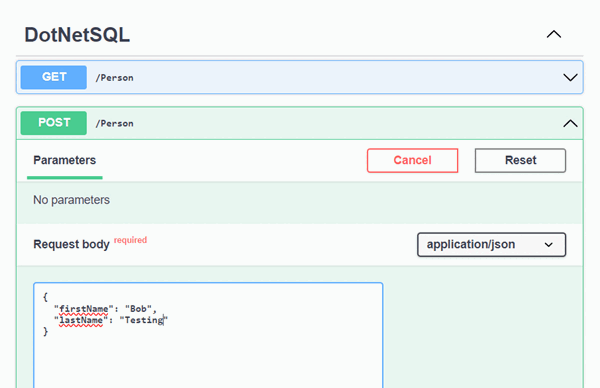 DotNetSQL
GET /Person
POST /Person
Parameters Cancel Reset
No parameters
Request body required application/json
{
"firstName": "Bob",
"lastName": "Testing"
}